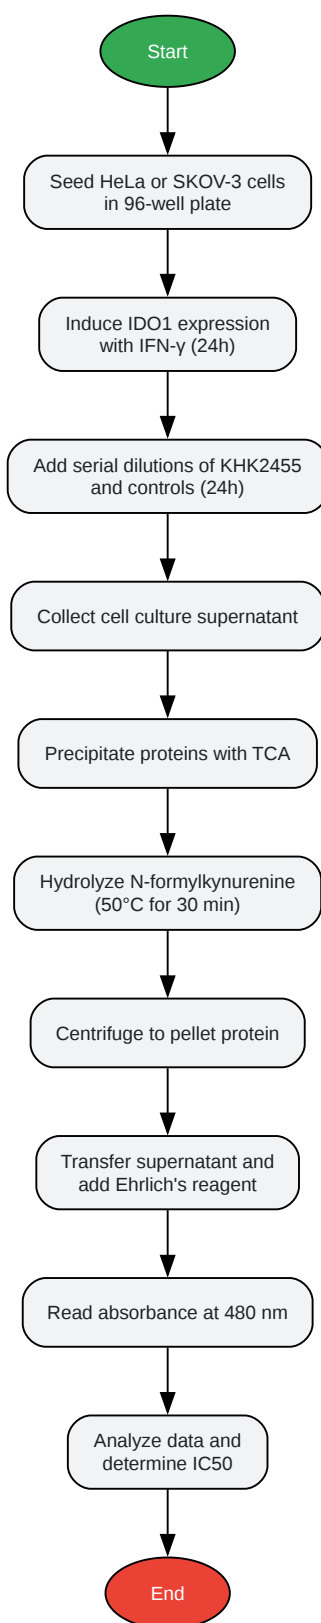 Start
Seed HeLa or SKOV-3 cells
in 96-well plate
Induce IDO1 expression
with IFN-γ (24h)
Add serial dilutions of KHK2455
and controls (24h)
Collect cell culture supernatant
Precipitate proteins with TCA
Hydrolyze N-formylkynurenine
(50°C for 30 min)
Centrifuge to pellet protein
Transfer supernatant and
add Ehrlich's reagent
Read absorbance at 480 nm
Analyze data and
determine IC50
End